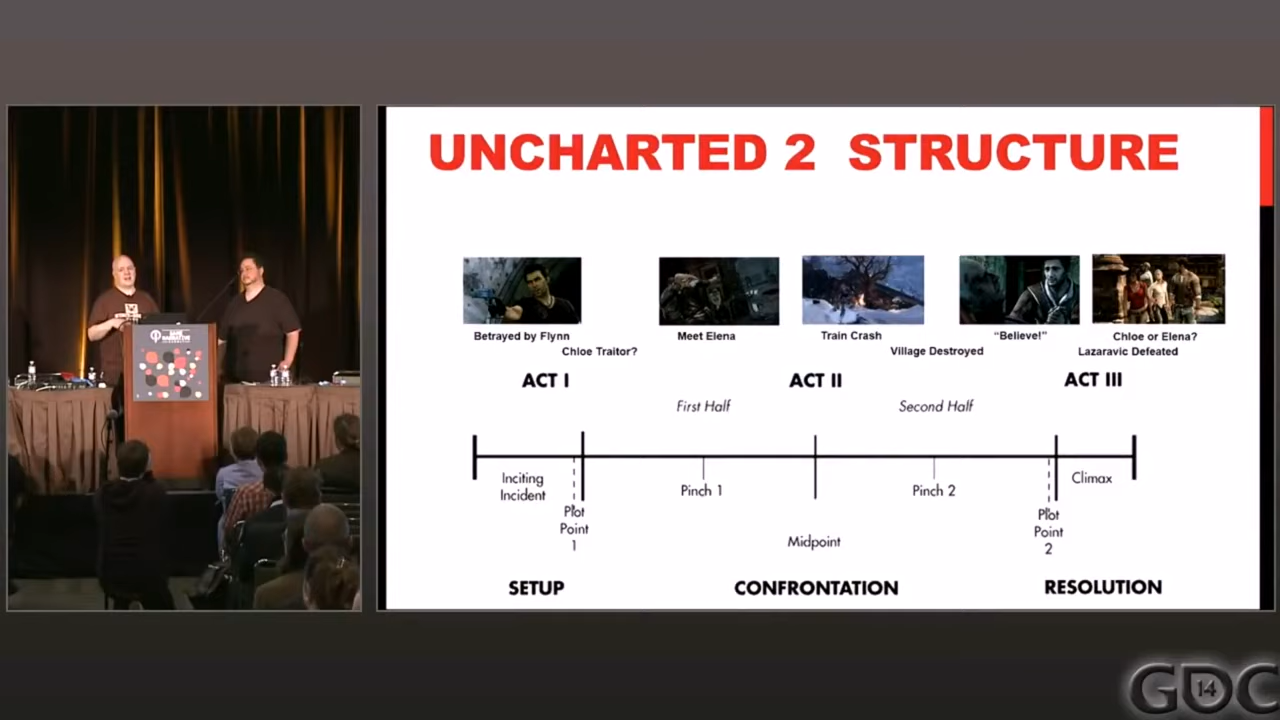 UNCHARTED 2 STRUCTURE
Betrayed by Flynn
Chloe Traitor?
Meet Elena
Train Crash
Village Destroyed
“Believe!”
Chloe or Elena?
Lazaravic Defeated
ACT I
ACT II
ACT III
First Half
Second Half
Inciting
Incident
Plot
Point
1
Pinch 1
Midpoint
Pinch 2
Plot
Point
2
Climax
SETUP
CONFRONTATION
RESOLUTION
GAME
NARRATIVE
GDC
14